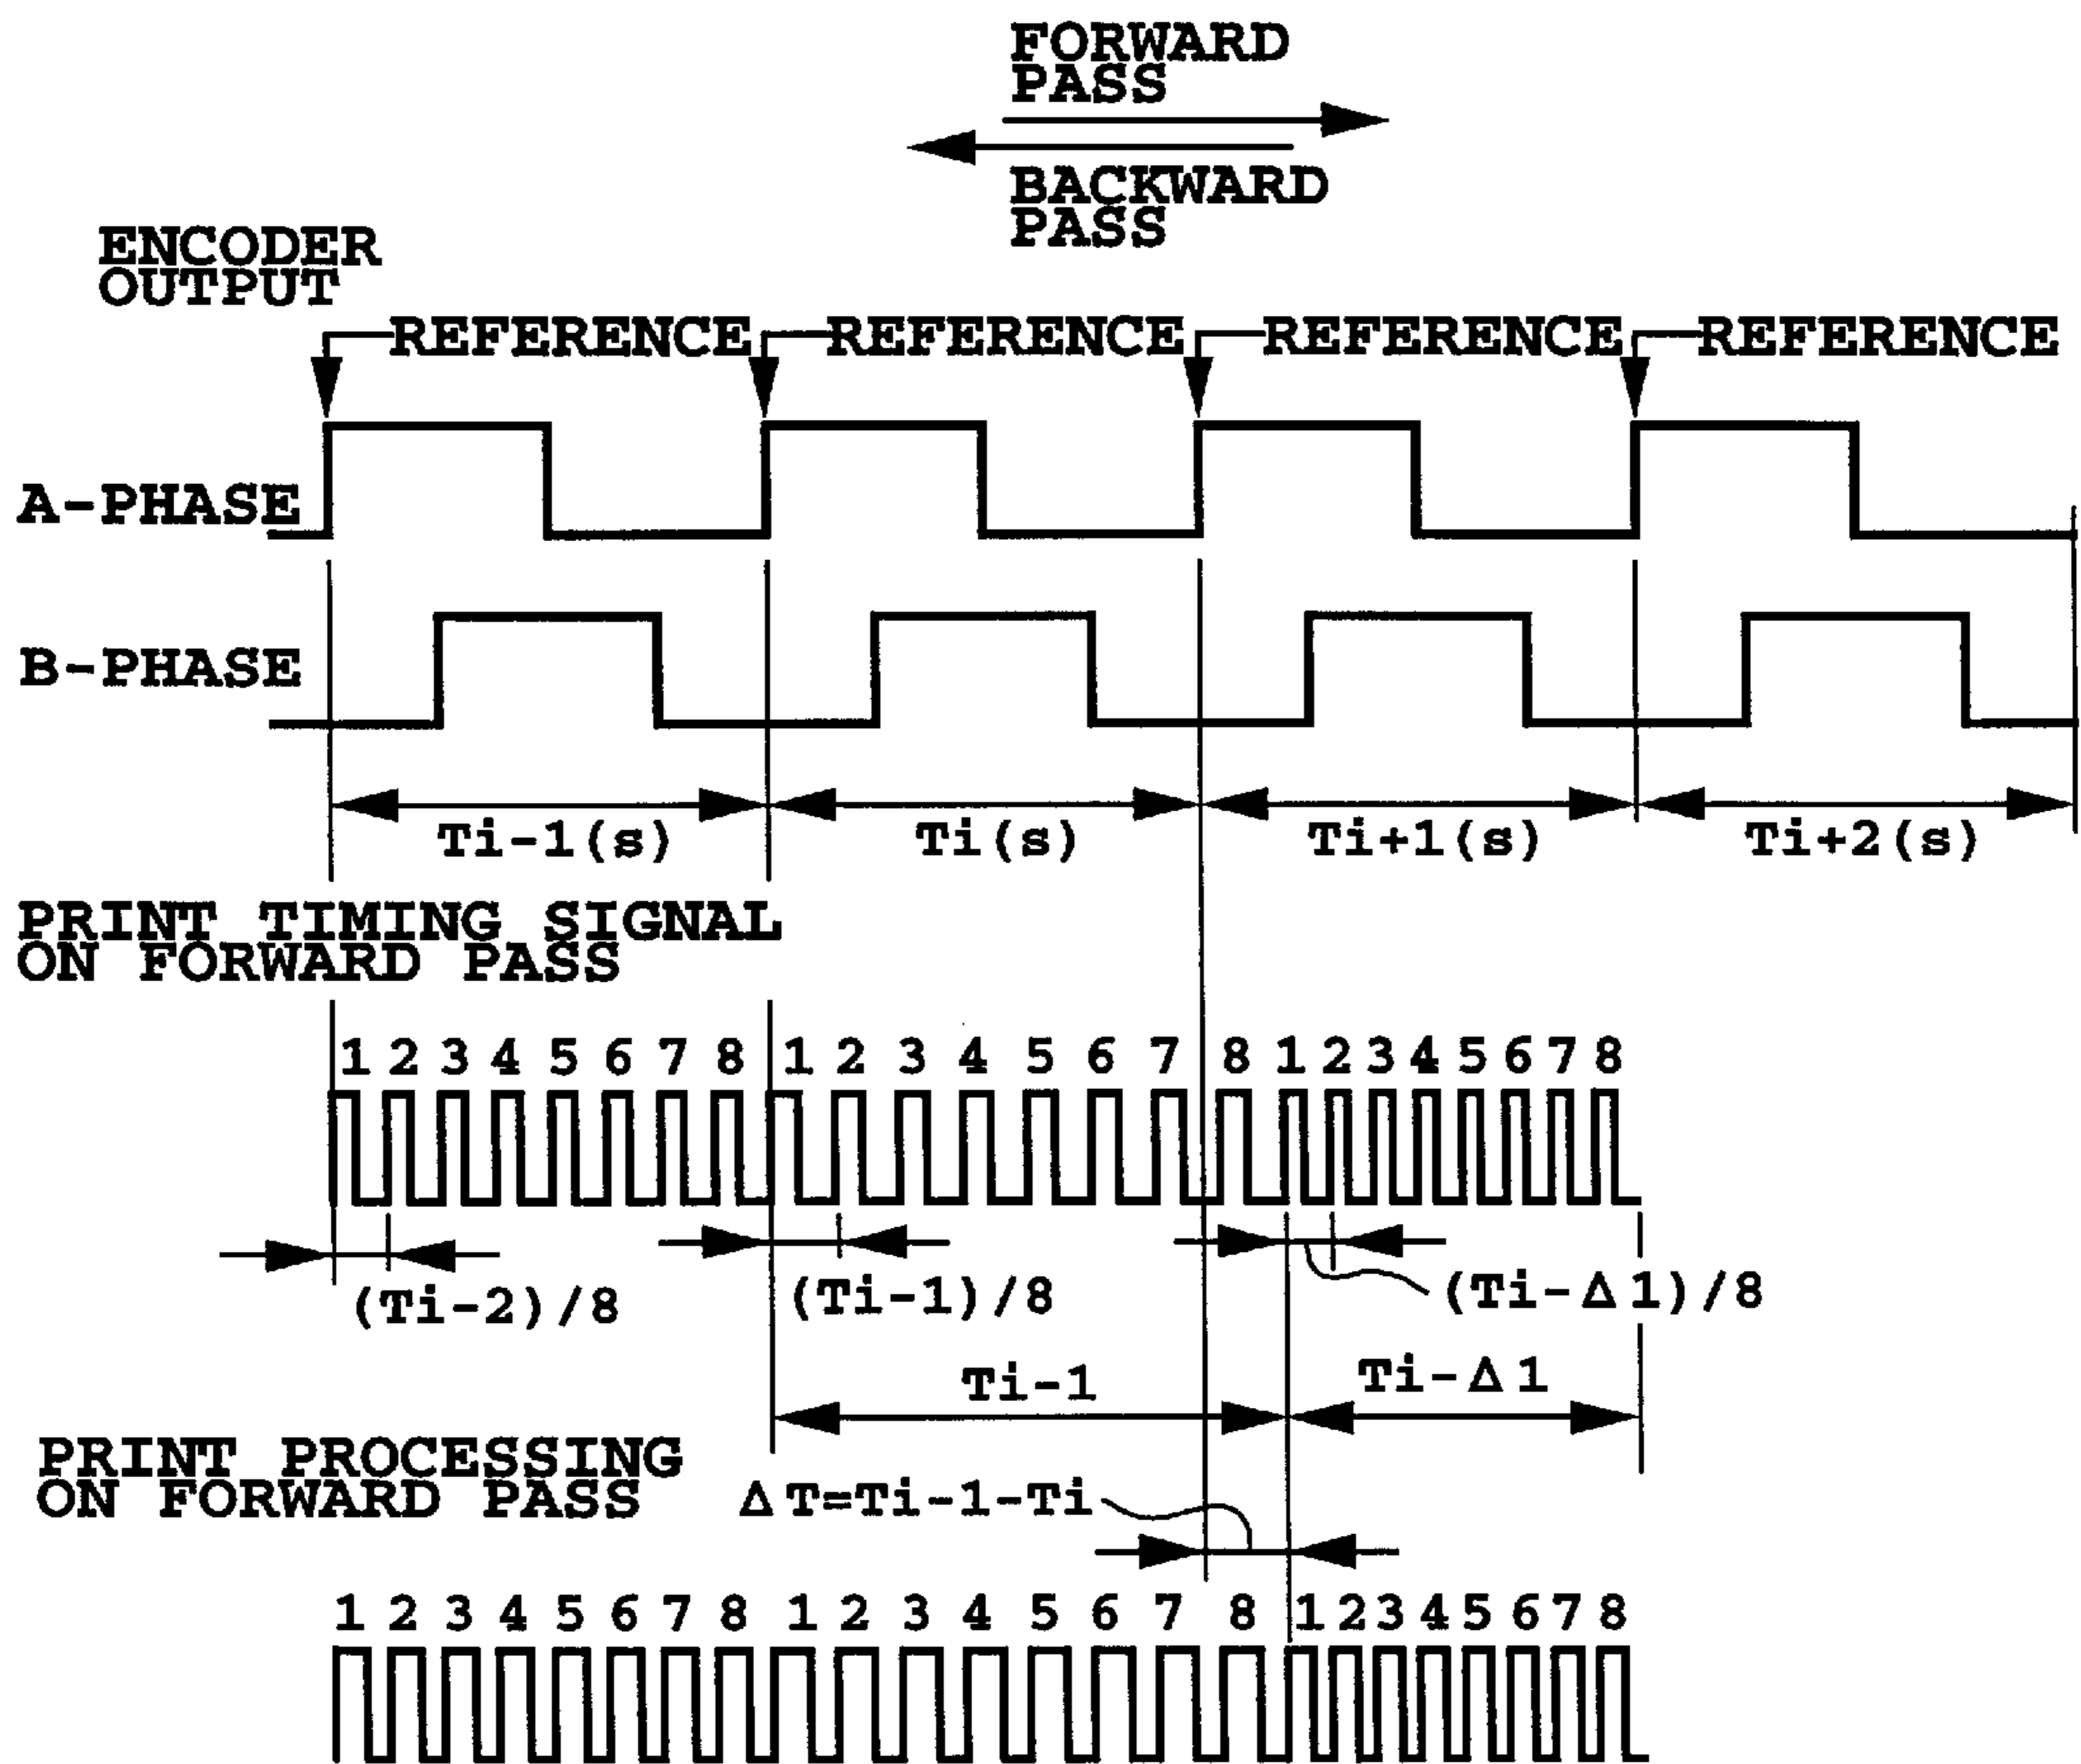 FORWARD
PASS
BACKWARD
PASS
ENCODER
OUTPUT
REFERENCE REFERENCE REFERENCE REFERENCE
A-PHASE
B-PHASE
Ti-1(s) Ti(s) Ti+1(s) Ti+2(s)
PRINT TIMING SIGNAL
ON FORWARD PASS
1 2 3 4 5 6 7 8 1 2 3 4 5 6 7 8 1 2 3 4 5 6 7 8
(Ti-2)/8 (Ti-1)/8 (Ti-Δ1)/8
Ti-1 Ti-Δ1
PRINT PROCESSING
ON FORWARD PASS
ΔT=Ti-1-Ti
1 2 3 4 5 6 7 8 1 2 3 4 5 6 7 8 1 2 3 4 5 6 7 8